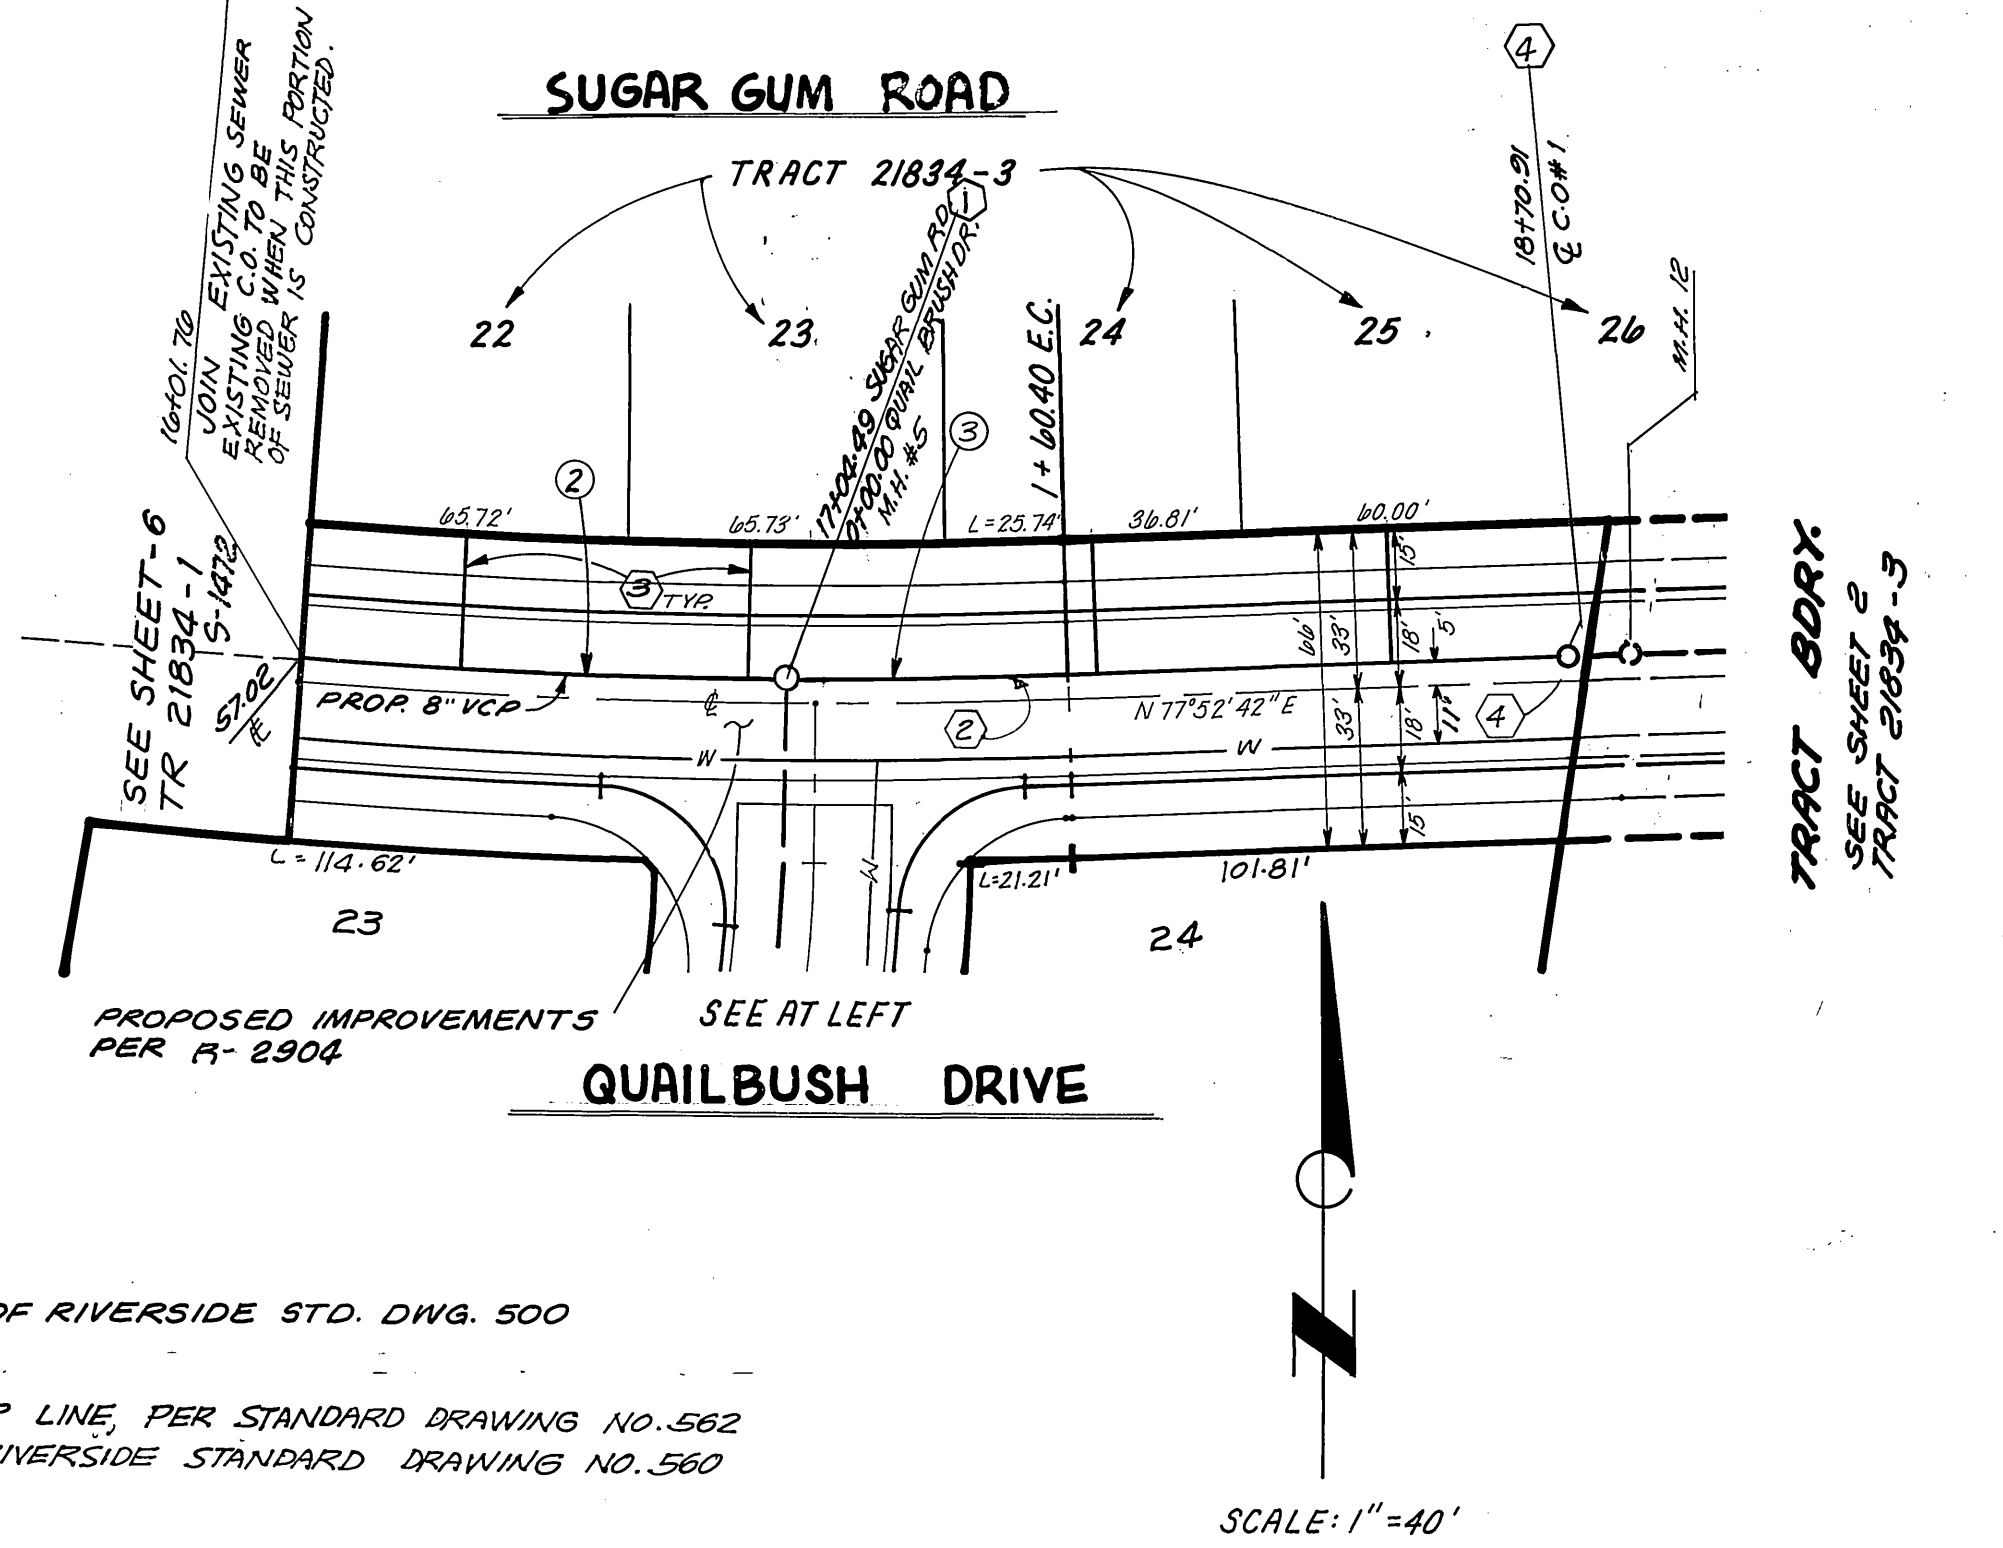 SUGAR GUM ROAD
TRACT 21834-3
22
23
24
25
26
16+01.76
JOIN EXISTING SEWER
EXISTING C.O. TO BE
REMOVED WHEN THIS PORTION
OF SEWER IS CONSTRUCTED.
1
17+04.49 SUGAR GUM RD.
0+00.00 QUAIL BRUSH DR.
M.H. #5
1+60.40 E.C.
4
18+70.91
C.O #1
M.H. 12
2
3
65.72'
65.73'
L=25.74'
36.81'
60.00'
3
TYP.
SEE SHEET-6
TR 21834-1
S-1472
57.02
PROP. 8" VCP
N 77°52'42" E
2
4
66'
33'
33'
15'
18'
5'
18'
11'
15'
W
W
W
L = 114.62'
L=21.21'
101.81'
23
24
TRACT BDRY.
SEE SHEET 2
TRACT 21834-3
PROPOSED IMPROVEMENTS
PER R-2904
SEE AT LEFT
QUAILBUSH DRIVE
N
OF RIVERSIDE STD. DWG. 500
LINE, PER STANDARD DRAWING NO. 562
RIVERSIDE STANDARD DRAWING NO. 560
SCALE: 1"=40'